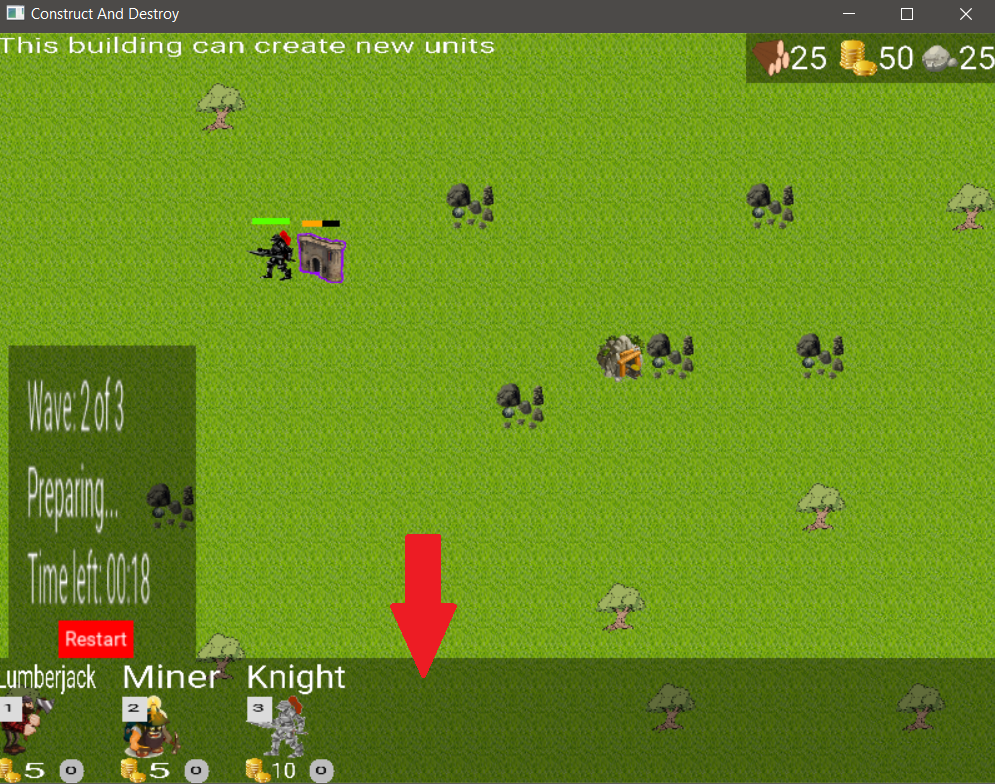 Construct And Destroy
This building can create new units
25 50 25
Wave: 2 of 3
Preparing...
Time left: 00:18
Restart
Lumberjack Miner Knight
1 2 3
5 0 5 0 10 0